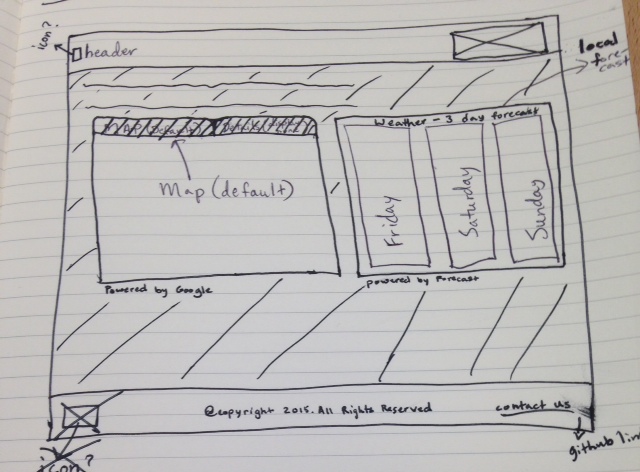 icon?
header
local
fore-
cast
Weather - 3 day forecast
Map (default)
Friday
Saturday
Sunday
Powered by Google
powered by Forecast
@copyright 2015. All Rights Reserved
contact us
icon?
github link